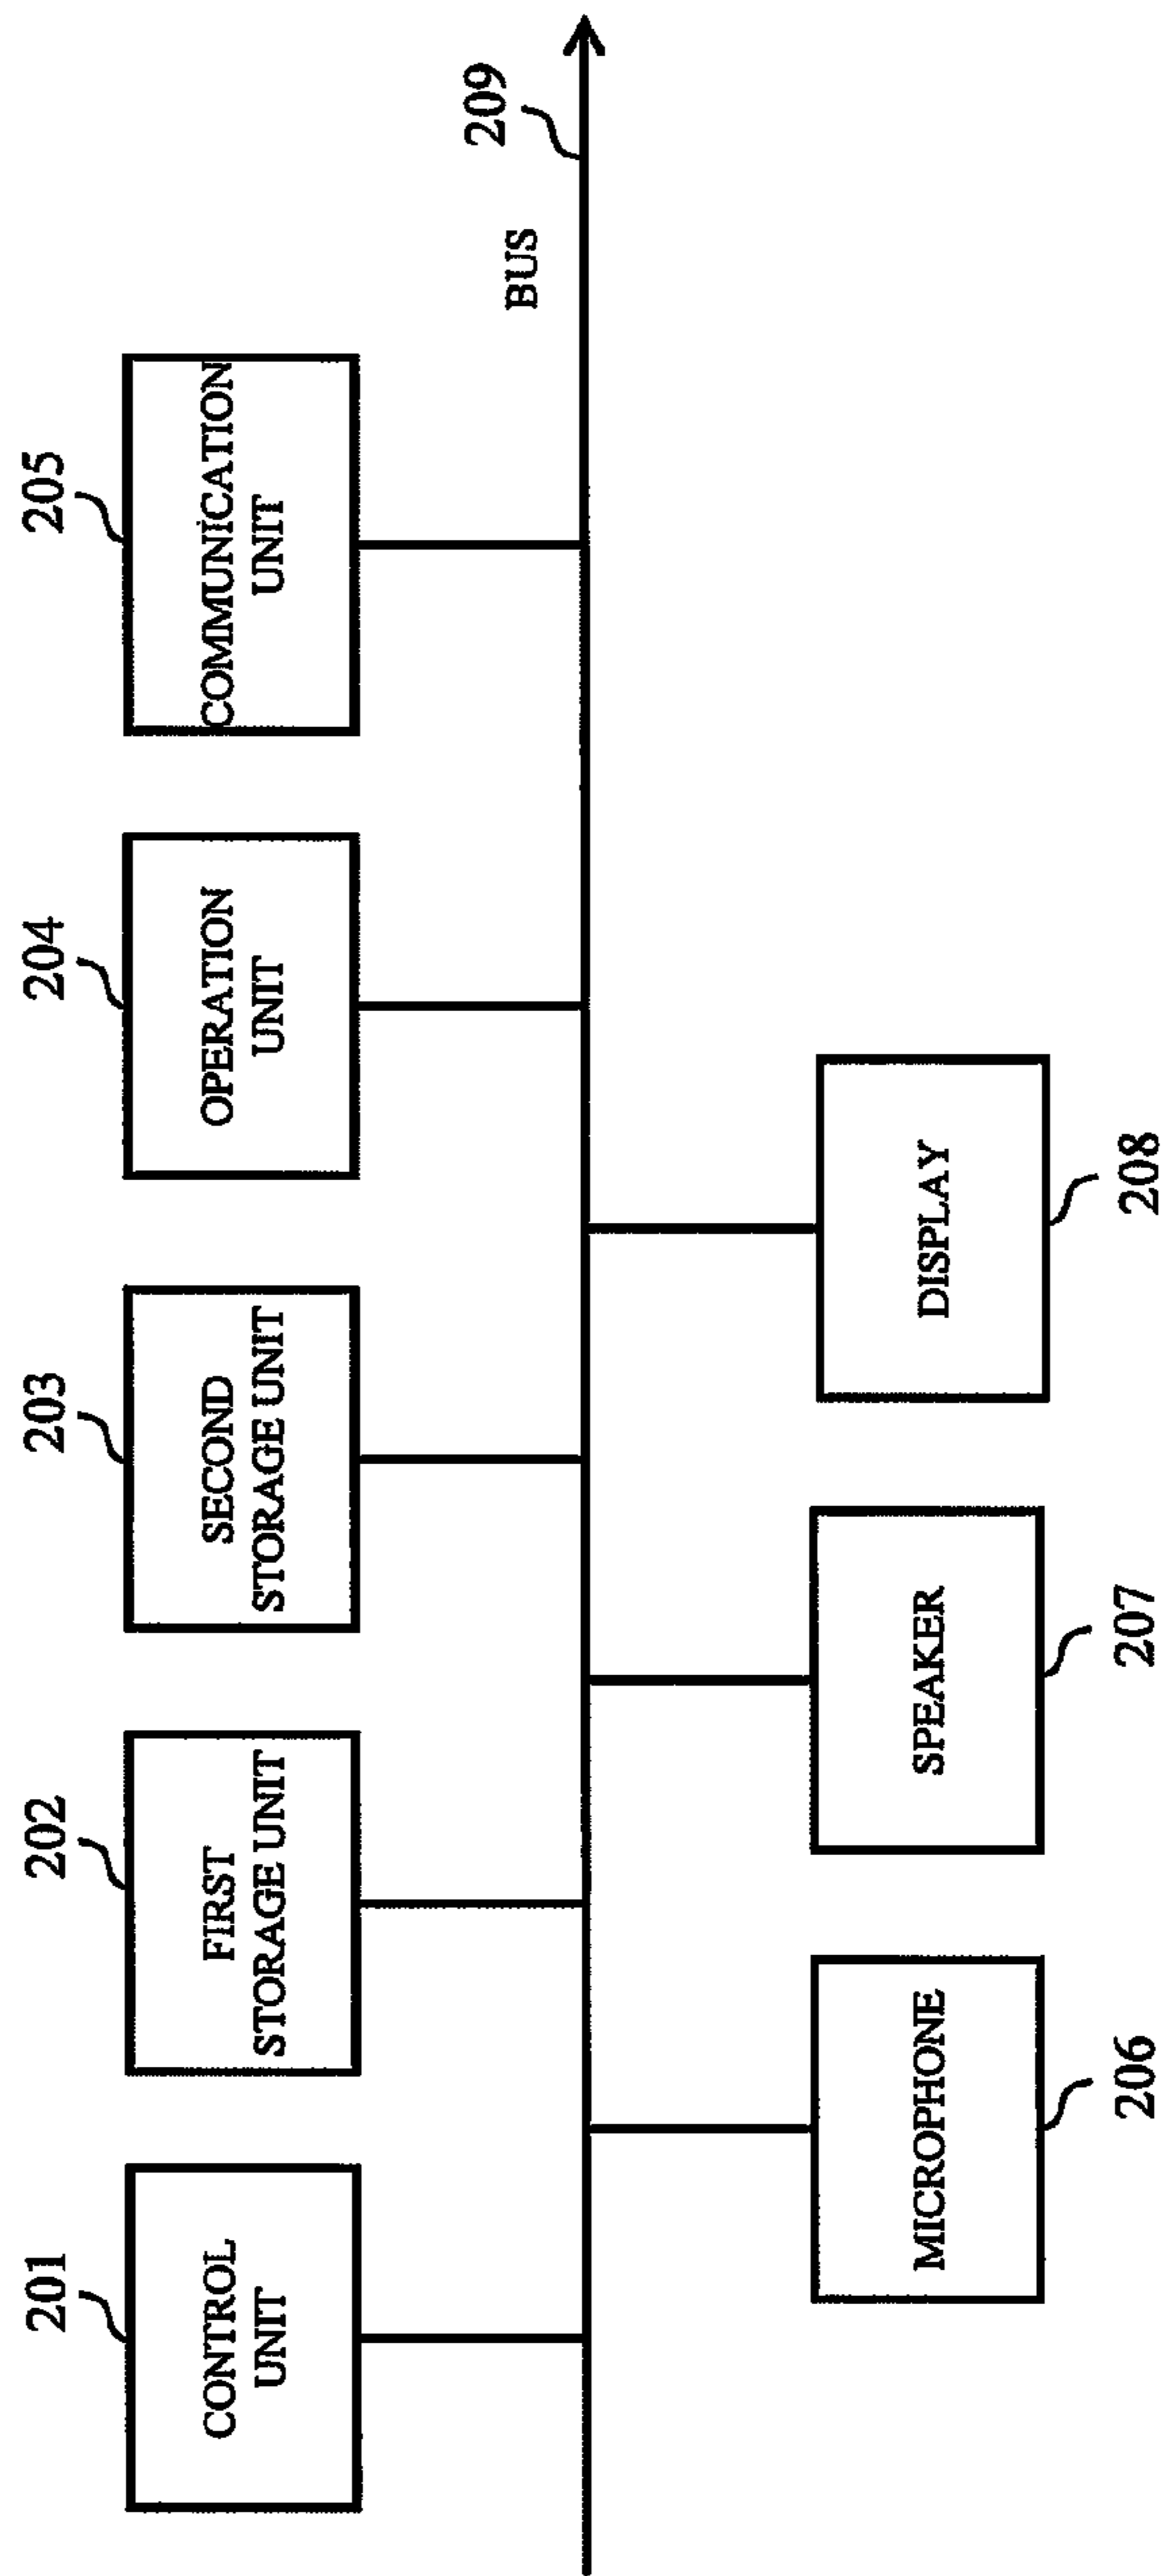 201
CONTROL
UNIT
202
FIRST
STORAGE UNIT
203
SECOND
STORAGE UNIT
204
OPERATION
UNIT
205
COMMUNICATION
UNIT
BUS
209
MICROPHONE
206
SPEAKER
207
DISPLAY
208